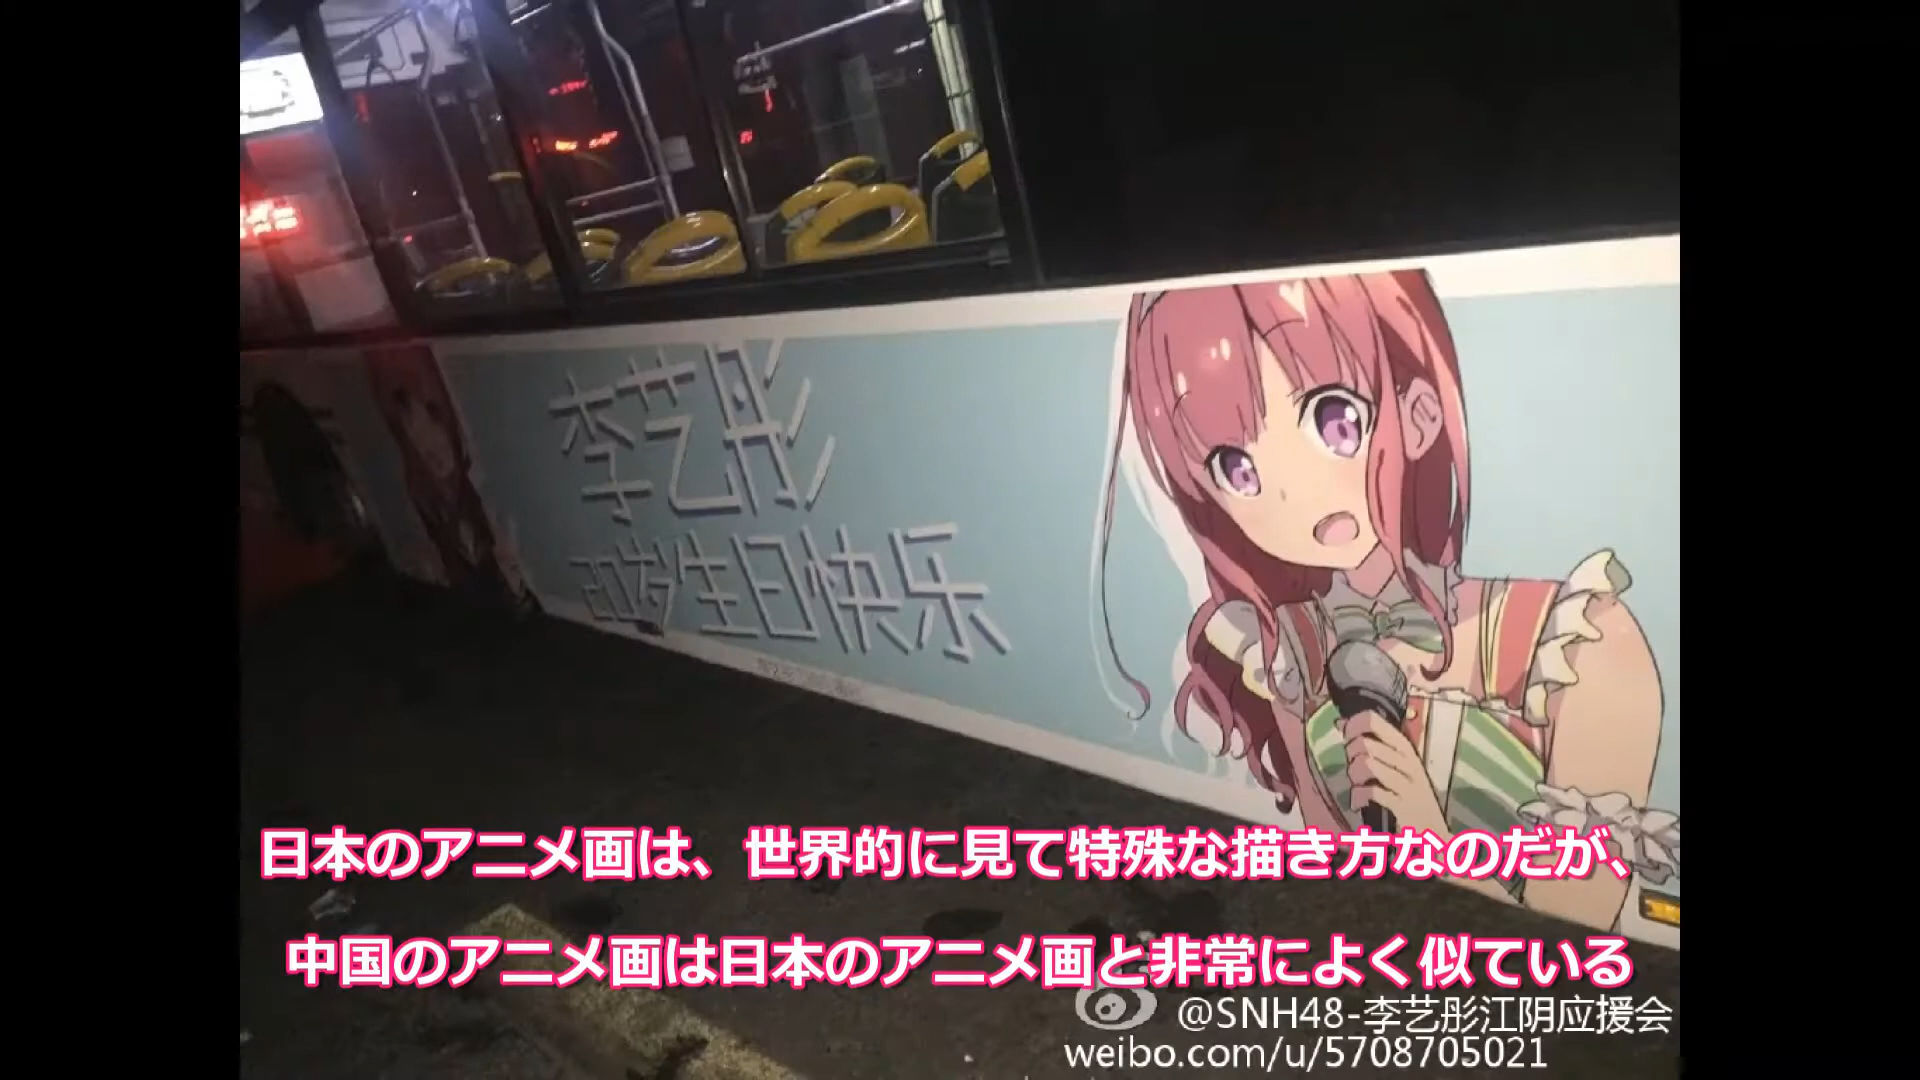 李艺彤
20岁生日快乐
日本のアニメ画は、世界的に見て特殊な描き方なのだが、
中国のアニメ画は日本のアニメ画と非常によく似ている
@SNH48-李艺彤江阴应援会
weibo.com/u/5708705021